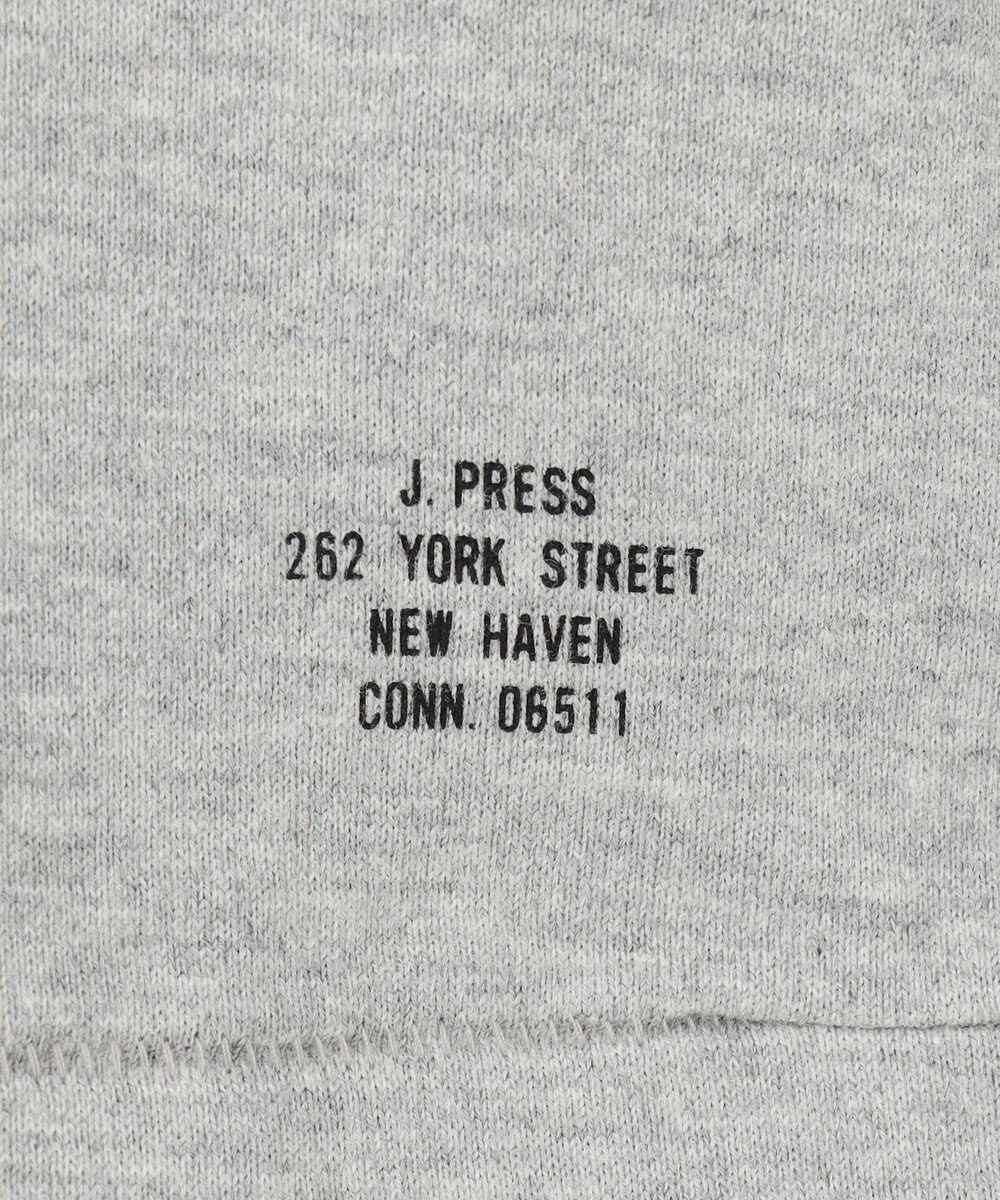 J. PRESS
262 YORK STREET
NEW HAVEN
CONN. 06511